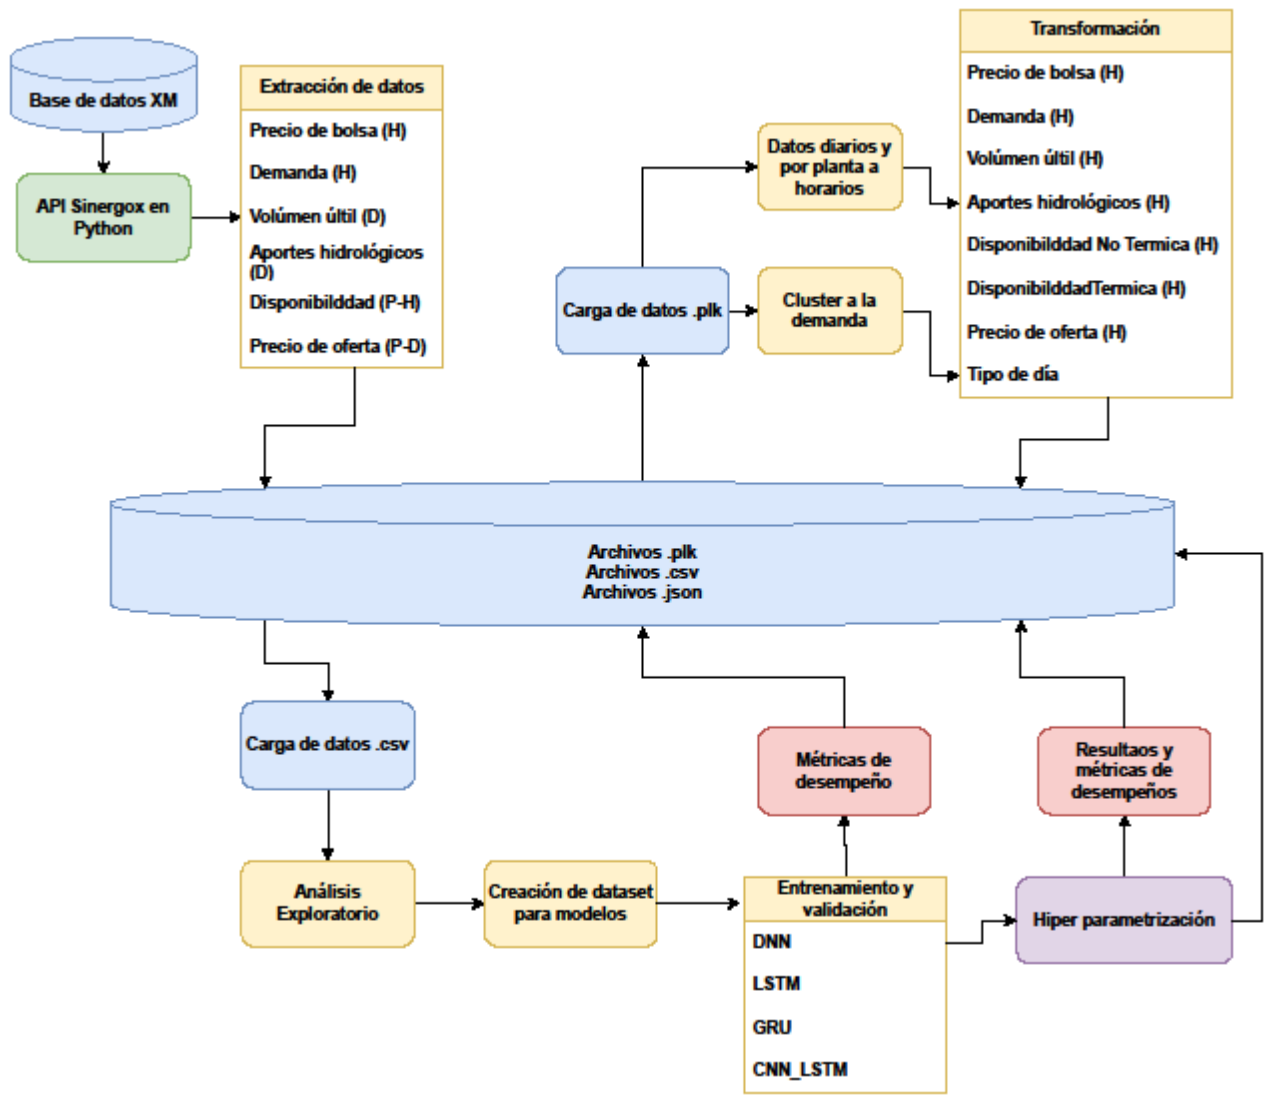 Base de datos XM
API Sinergox en
Python
Extracción de datos
Precio de bolsa (H)
Demanda (H)
Volúmen últil (D)
Aportes hidrológicos
(D)
Disponibilddad (P-H)
Precio de oferta (P-D)
Carga de datos .plk
Datos diarios y
por planta a
horarios
Cluster a la
demanda
Transformación
Precio de bolsa (H)
Demanda (H)
Volúmen últil (H)
Aportes hidrológicos (H)
Disponibilddad No Termica (H)
DisponibilddadTermica (H)
Precio de oferta (H)
Tipo de día
Archivos .plk
Archivos .csv
Archivos .json
Carga de datos .csv
Análisis
Exploratorio
Creación de dataset
para modelos
Métricas de
desempeño
Entrenamiento y
validación
DNN
LSTM
GRU
CNN_LSTM
Resultaos y
métricas de
desempeños
Hiper parametrización